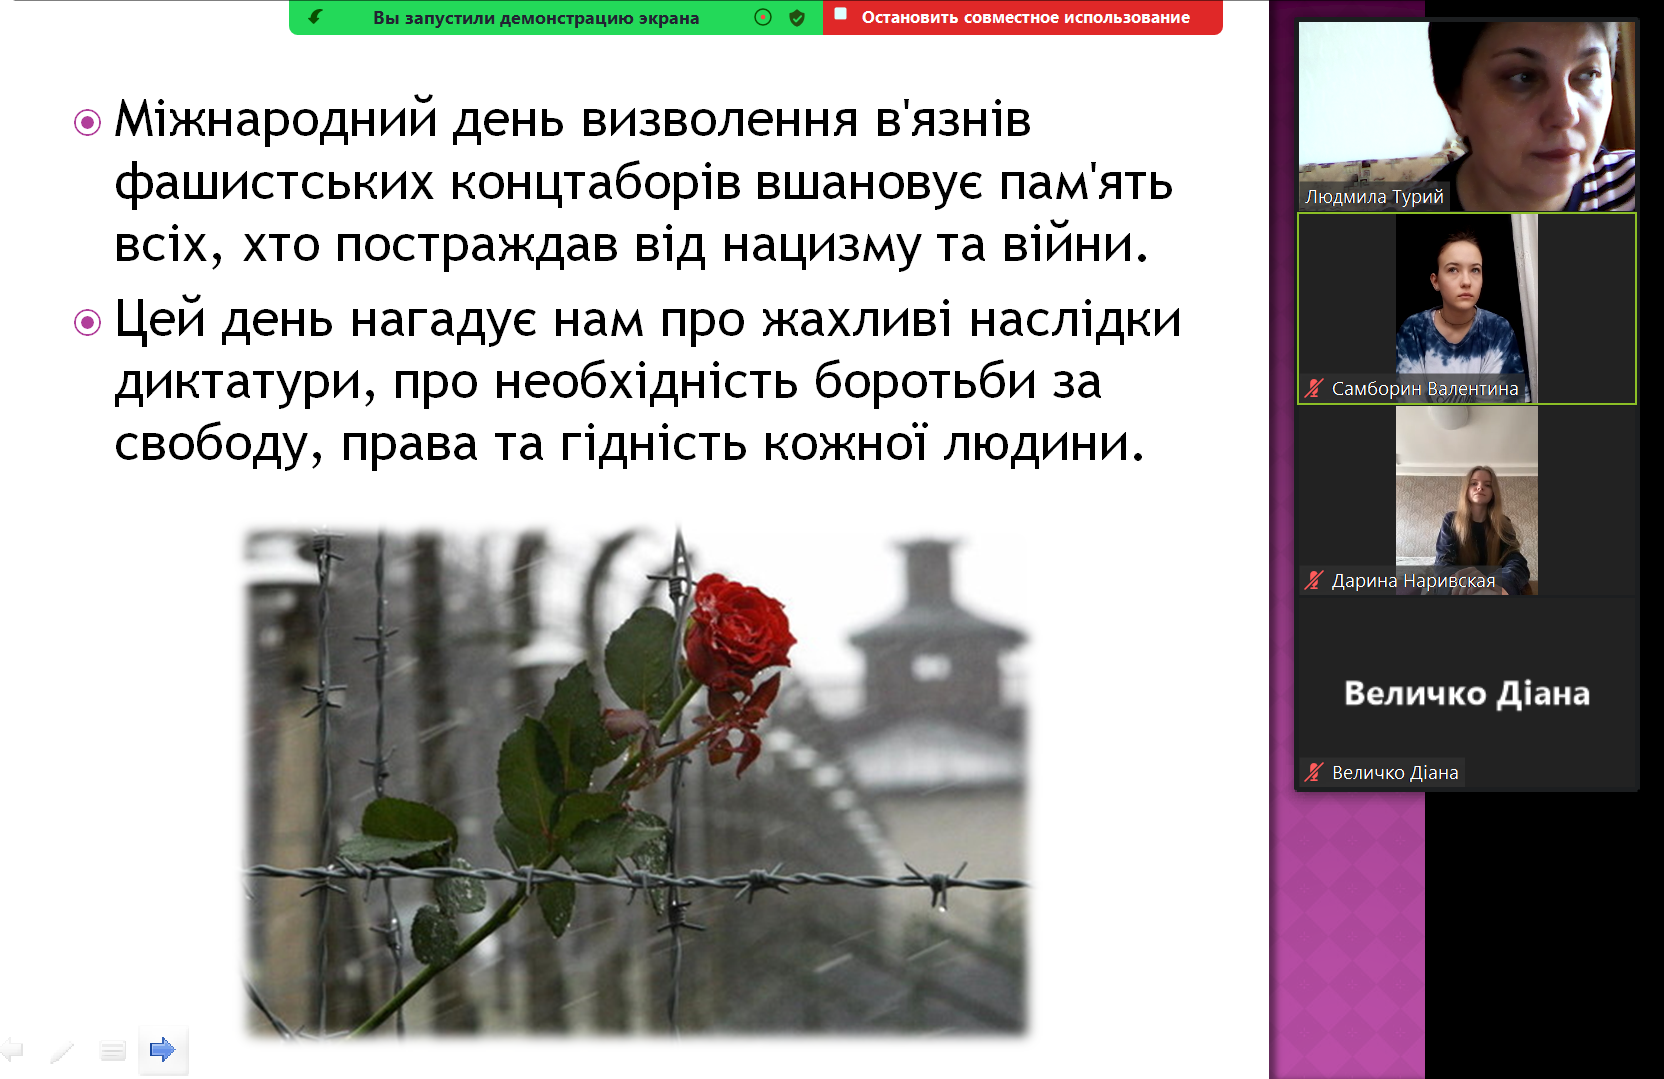 Вы запустили демонстрацию экрана
Остановить совместное использование
Міжнародний день визволення в'язнів
фашистських концтаборів вшановує пам'ять
всіх, хто постраждав від нацизму та війни.
Цей день нагадує нам про жахливі наслідки
диктатури, про необхідність боротьби за
свободу, права та гідність кожної людини.
Людмила Турий
Самборин Валентина
Дарина Наривская
Величко Діана
Величко Діана